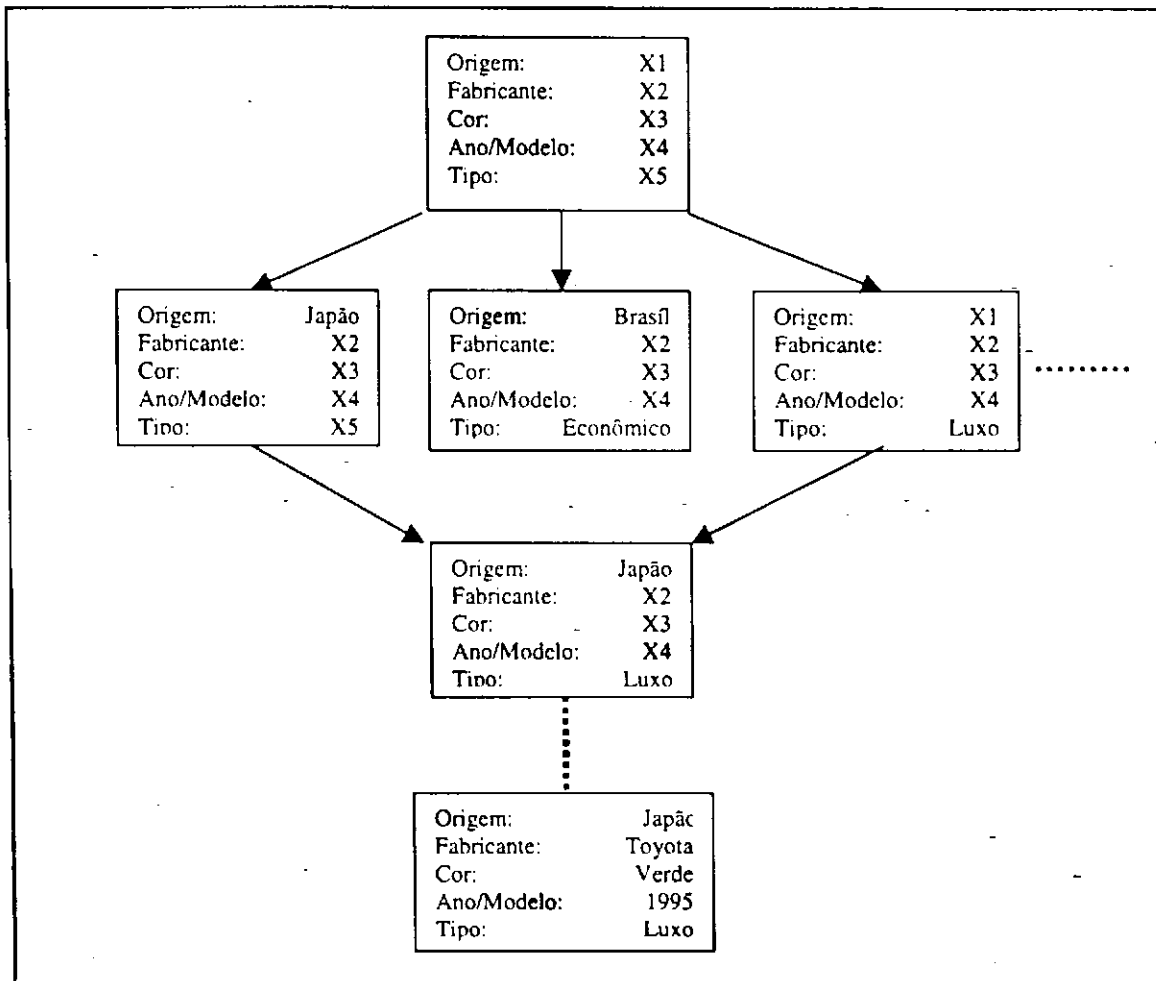 Origem: X1
Fabricante: X2
Cor: X3
Ano/Modelo: X4
Tipo: X5
Origem: Japão
Fabricante: X2
Cor: X3
Ano/Modelo: X4
Tipo: X5
Origem: Brasil
Fabricante: X2
Cor: X3
Ano/Modelo: X4
Tipo: Econômico
Origem: X1
Fabricante: X2
Cor: X3
Ano/Modelo: X4
Tipo: Luxo
Origem: Japão
Fabricante: X2
Cor: X3
Ano/Modelo: X4
Tipo: Luxo
Origem: Japão
Fabricante: Toyota
Cor: Verde
Ano/Modelo: 1995
Tipo: Luxo